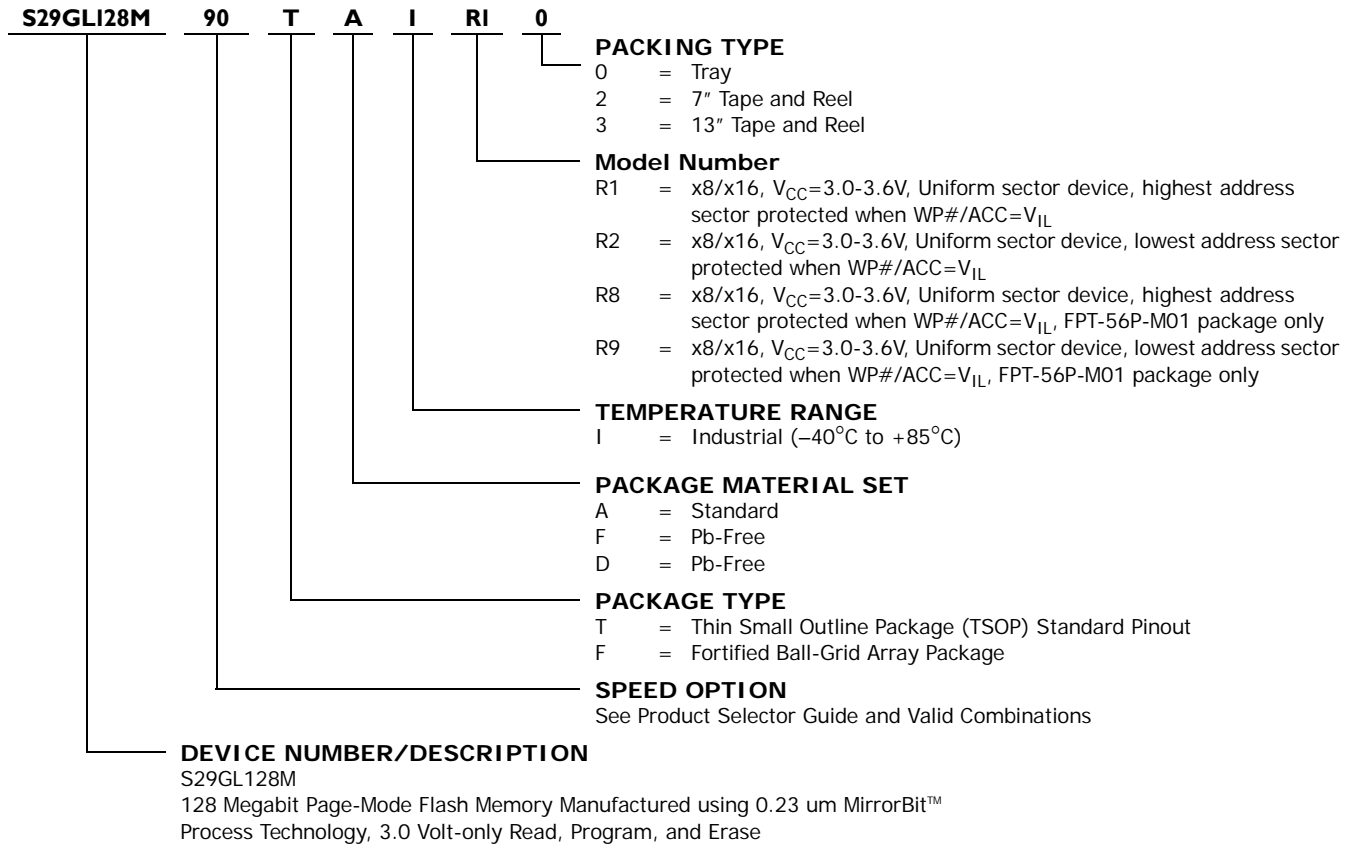 S29GL128M 90 T A I R1 0
PACKING TYPE
0 = Tray
2 = 7″ Tape and Reel
3 = 13″ Tape and Reel
Model Number
R1 = x8/x16, VCC=3.0-3.6V, Uniform sector device, highest address
sector protected when WP#/ACC=VIL
R2 = x8/x16, VCC=3.0-3.6V, Uniform sector device, lowest address sector
protected when WP#/ACC=VIL
R8 = x8/x16, VCC=3.0-3.6V, Uniform sector device, highest address
sector protected when WP#/ACC=VIL, FPT-56P-M01 package only
R9 = x8/x16, VCC=3.0-3.6V, Uniform sector device, lowest address sector
protected when WP#/ACC=VIL, FPT-56P-M01 package only
TEMPERATURE RANGE
I = Industrial (–40°C to +85°C)
PACKAGE MATERIAL SET
A = Standard
F = Pb-Free
D = Pb-Free
PACKAGE TYPE
T = Thin Small Outline Package (TSOP) Standard Pinout
F = Fortified Ball-Grid Array Package
SPEED OPTION
See Product Selector Guide and Valid Combinations
DEVICE NUMBER/DESCRIPTION
S29GL128M
128 Megabit Page-Mode Flash Memory Manufactured using 0.23 um MirrorBit™
Process Technology, 3.0 Volt-only Read, Program, and Erase